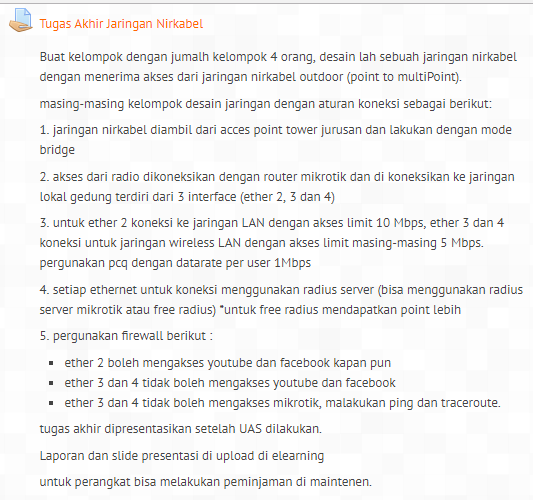 Tugas Akhir Jaringan Nirkabel
Buat kelompok dengan jumalh kelompok 4 orang, desain lah sebuah jaringan nirkabel
dengan menerima akses dari jaringan nirkabel outdoor (point to multiPoint).
masing-masing kelompok desain jaringan dengan aturan koneksi sebagai berikut:
1. jaringan nirkabel diambil dari acces point tower jurusan dan lakukan dengan mode
bridge
2. akses dari radio dikoneksikan dengan router mikrotik dan di koneksikan ke jaringan
lokal gedung terdiri dari 3 interface (ether 2, 3 dan 4)
3. untuk ether 2 koneksi ke jaringan LAN dengan akses limit 10 Mbps, ether 3 dan 4
koneksi untuk jaringan wireless LAN dengan akses limit masing-masing 5 Mbps.
pergunakan pcq dengan datarate per user 1Mbps
4. setiap ethernet untuk koneksi menggunakan radius server (bisa menggunakan radius
server mikrotik atau free radius) *untuk free radius mendapatkan point lebih
5. pergunakan firewall berikut :
▪ ether 2 boleh mengakses youtube dan facebook kapan pun
▪ ether 3 dan 4 tidak boleh mengakses youtube dan facebook
▪ ether 3 dan 4 tidak boleh mengakses mikrotik, malakukan ping dan traceroute.
tugas akhir dipresentasikan setelah UAS dilakukan.
Laporan dan slide presentasi di upload di elearning
untuk perangkat bisa melakukan peminjaman di maintenen.